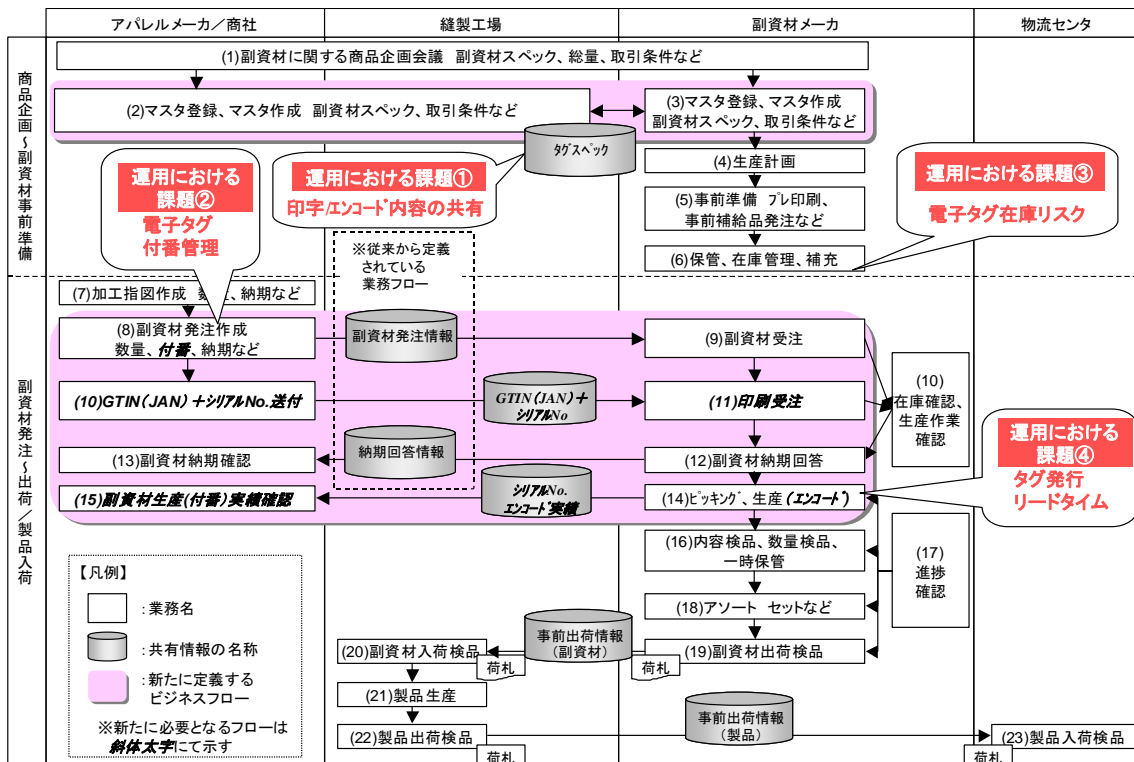 アパレルメーカ／商社
縫製工場
副資材メーカ
物流センタ
商品企画～副資材事前準備
(1)副資材に関する商品企画会議 副資材スペック、総量、取引条件など
(2)マスタ登録、マスタ作成 副資材スペック、取引条件など
(3)マスタ登録、マスタ作成
副資材スペック、取引条件など
タグスペック
(4)生産計画
運用における
課題②
電子タグ
付番管理
運用における課題①
印字/エンコード内容の共有
運用における課題③
電子タグ在庫リスク
(5)事前準備 プレ印刷、
事前補給品発注など
(6)保管、在庫管理、補充
※従来から定義
されている
業務フロー
副資材発注～出荷／製品入荷
(7)加工指図作成 数
、納期など
(8)副資材発注作成
数量、付番、納期など
副資材発注情報
(9)副資材受注
(10)GTIN(JAN)＋シリアルNo.送付
GTIN(JAN)＋
シリアルNo
(11)印刷受注
(10)
在庫確認、
生産作業
確認
(13)副資材納期確認
納期回答情報
(12)副資材納期回答
運用における
課題④
タグ発行
リードタイム
(15)副資材生産(付番)実績確認
シリアルNo.
エンコード実績
(14)ピッキング、生産(エンコード)
(16)内容検品、数量検品、
一時保管
(17)
進捗
確認
(18)アソート セットなど
【凡例】
：業務名
：共有情報の名称
：新たに定義する
ビジネスフロー
※新たに必要となるフローは
斜体太字にて示す
事前出荷情報
（副資材）
(20)副資材入荷検品
荷札
荷札
(19)副資材出荷検品
(21)製品生産
(22)製品出荷検品
荷札
事前出荷情報
（製品）
(23)製品入荷検品
荷札